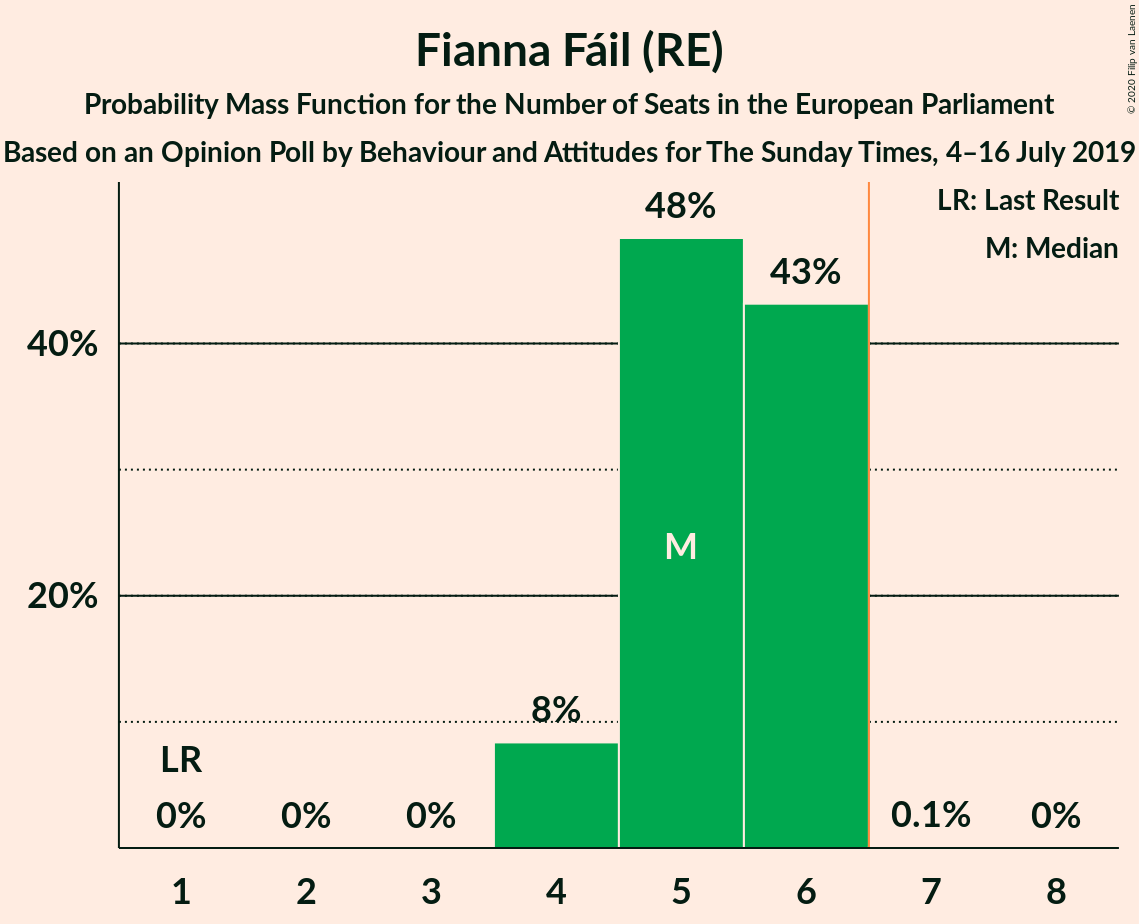 Fianna Fáil (RE)
Probability Mass Function for the Number of Seats in the European Parliament
Based on an Opinion Poll by Behaviour and Attitudes for The Sunday Times, 4–16 July 2019
© 2020 Filip van Laenen
LR: Last Result
M: Median
48%
43%
40%
M
20%
8%
LR
0%
0%
0%
0.1%
0%
1
2
3
4
5
6
7
8